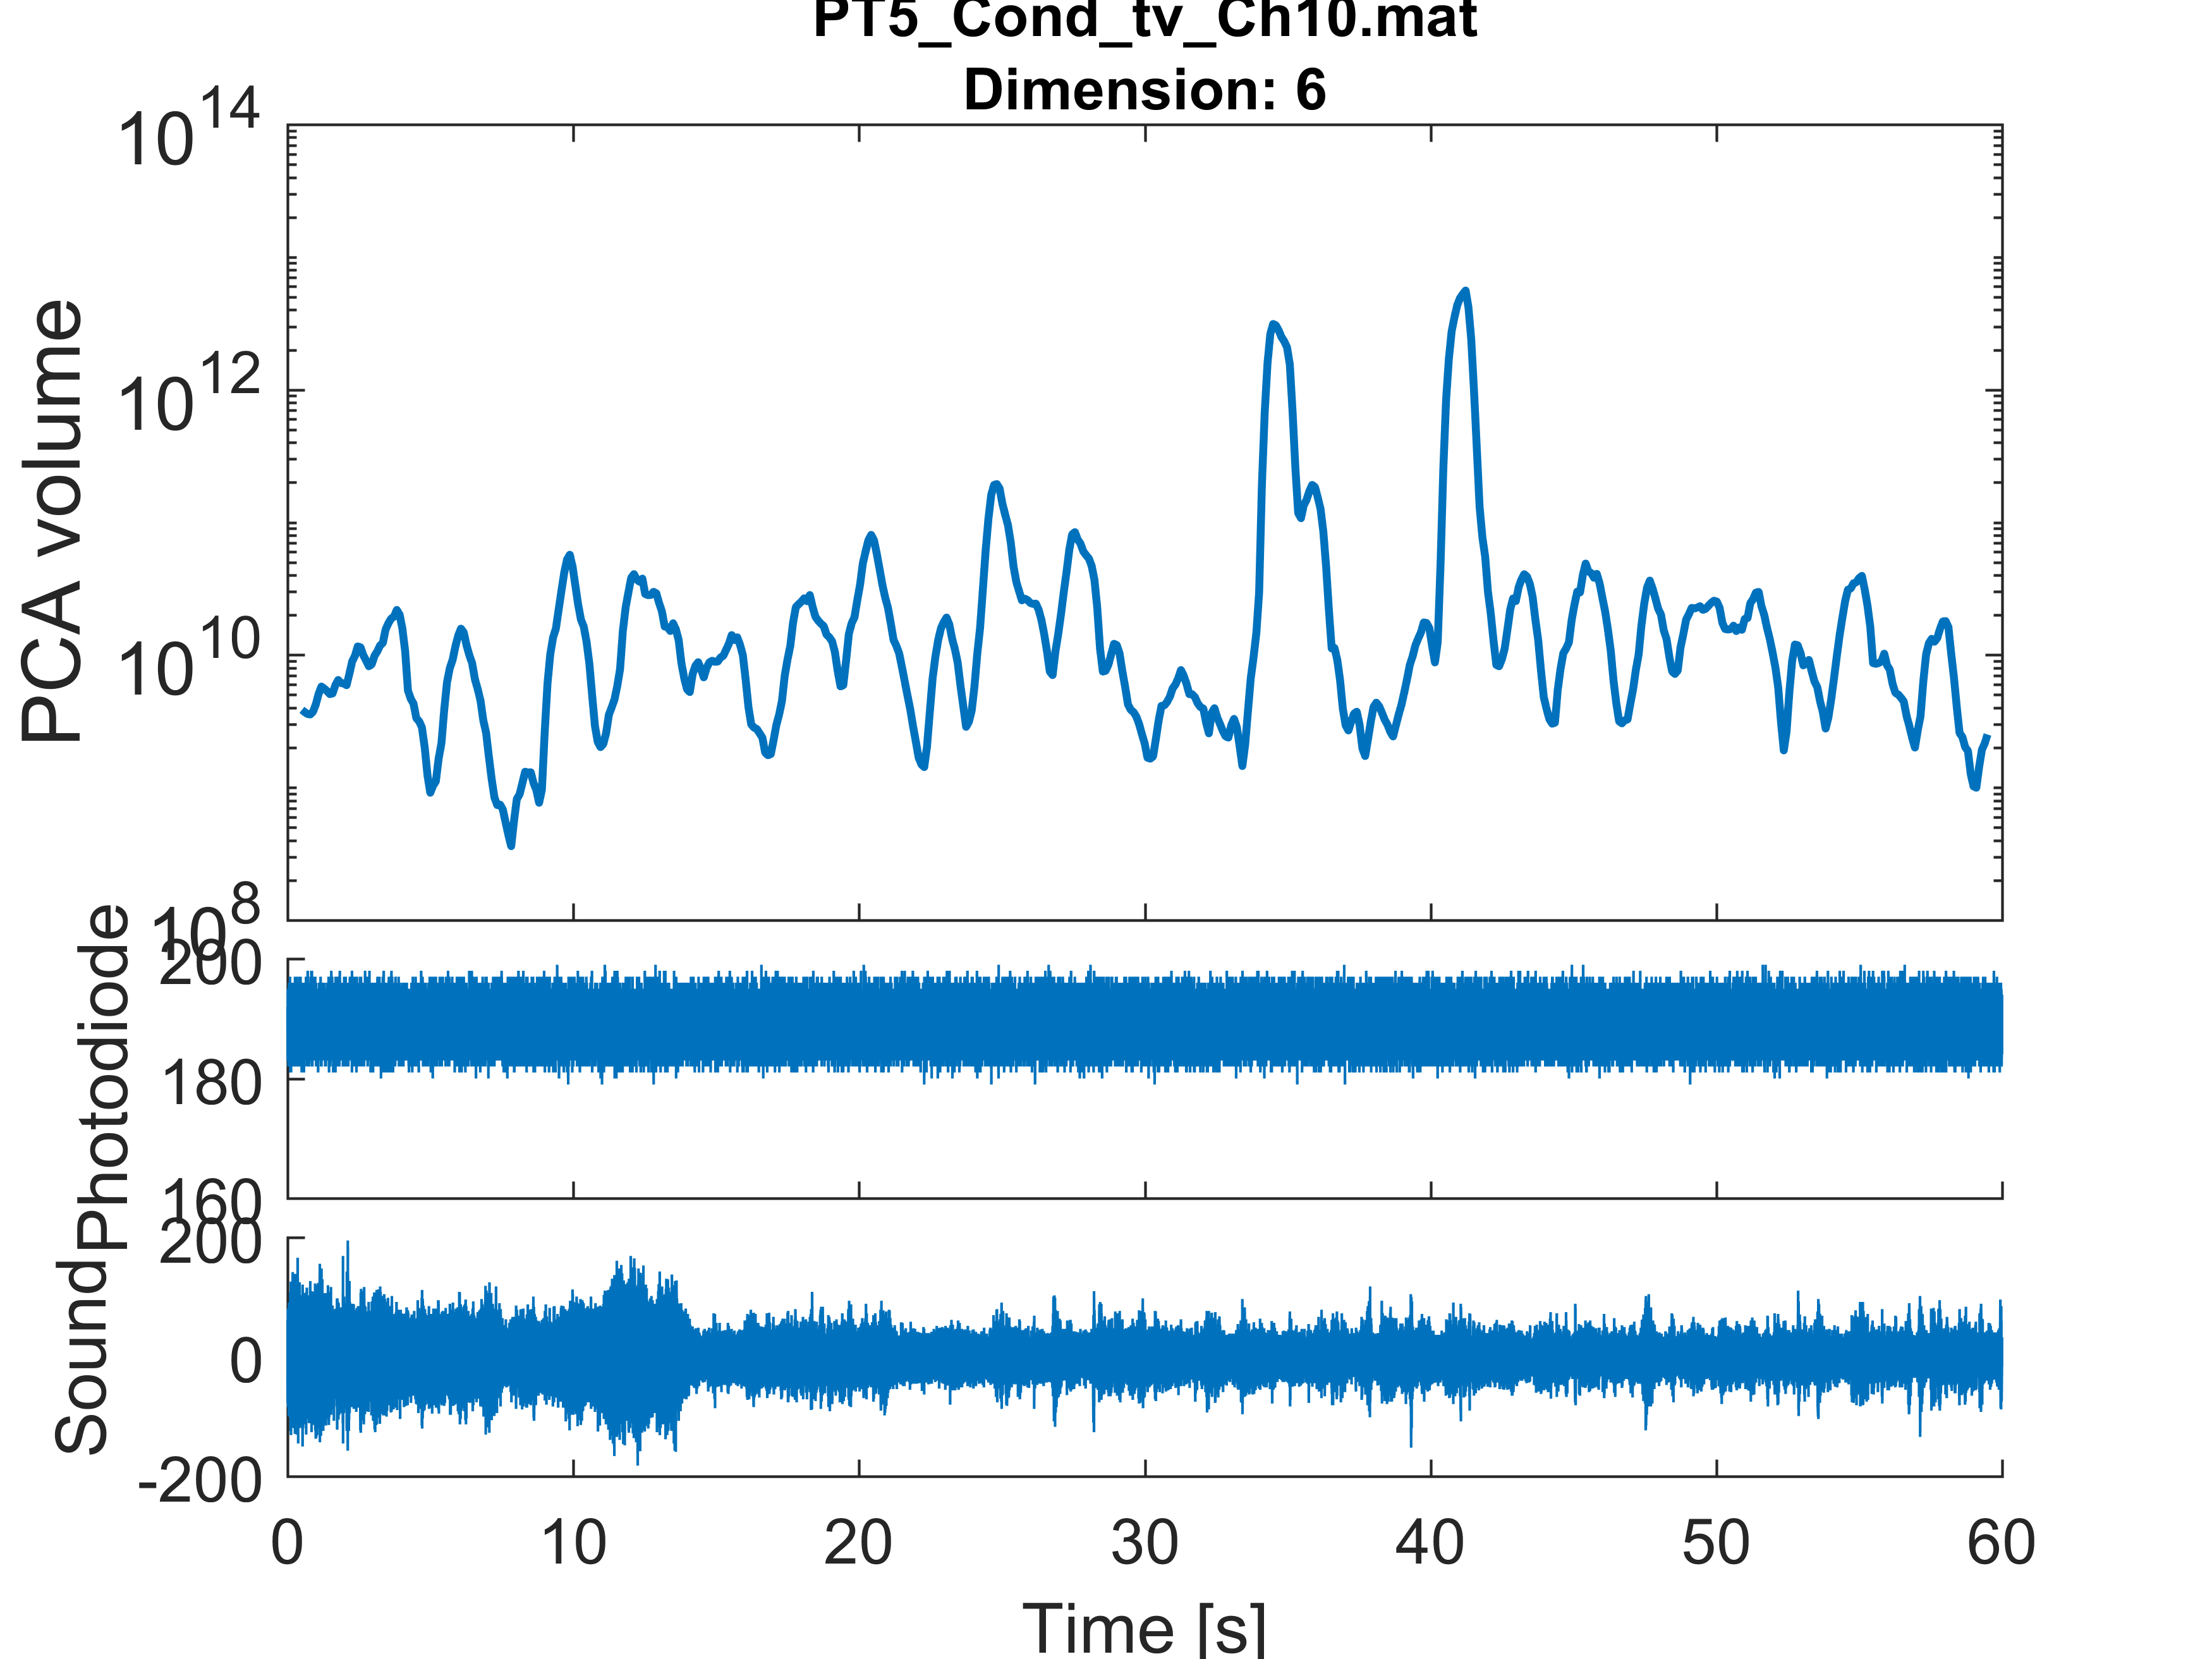 PT5_Cond_tv_Ch10.mat
Dimension: 6
10^14
10^12
10^10
10^8
PCA volume
200
180
160
Photodiode
200
0
-200
Sound
0 10 20 30 40 50 60
Time [s]